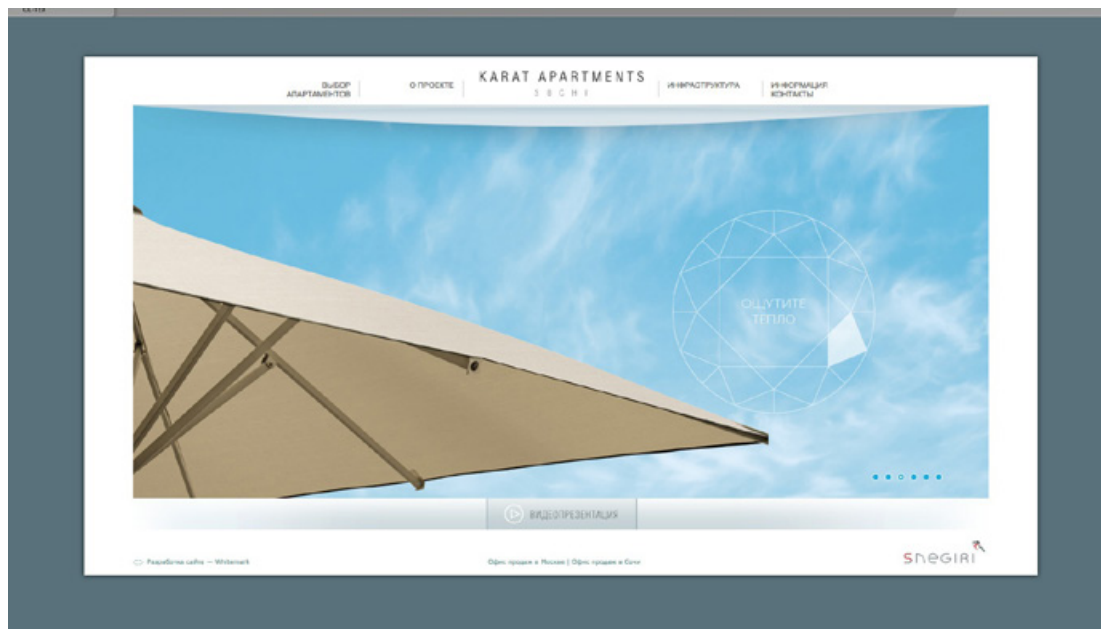 ВЫБОР
АПАРТАМЕНТОВ
О ПРОЕКТЕ
KARAT APARTMENTS
SOCHI
ИНФРАСТРУКТУРА
ИНФОРМАЦИЯ
КОНТАКТЫ
ОЩУТИТЕ
ТЕПЛО
ВИДЕОПРЕЗЕНТАЦИЯ
Разработка сайта — Whitemark
Офис продаж в Москве | Офис продаж в Сочи
SNEGIRI